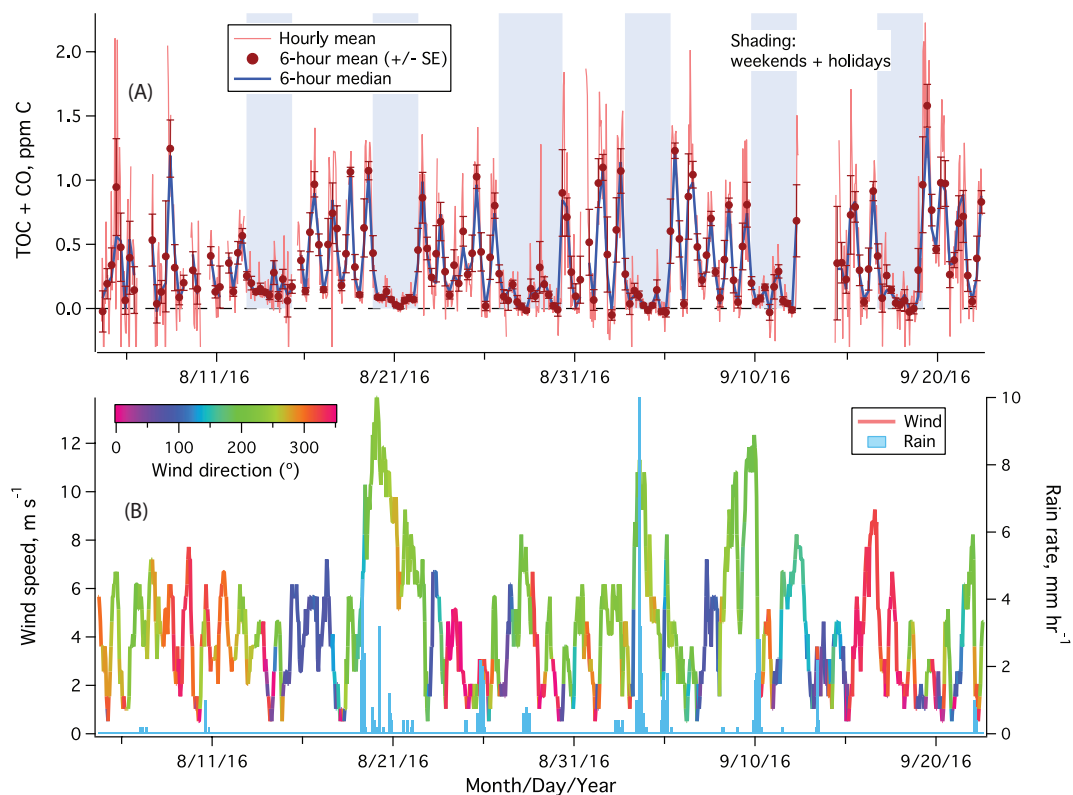 Hourly mean
6-hour mean (+/- SE)
6-hour median
Shading:
weekends + holidays
(A)
TOC + CO, ppm C
2.0
1.5
1.0
0.5
0.0
8/11/16
8/21/16
8/31/16
9/10/16
9/20/16
0
100
200
300
Wind direction (º)
Wind
Rain
(B)
Wind speed, m s⁻¹
12
10
8
6
4
2
0
10
8
6
4
2
0
Rain rate, mm hr⁻¹
8/11/16
8/21/16
8/31/16
9/10/16
9/20/16
Month/Day/Year